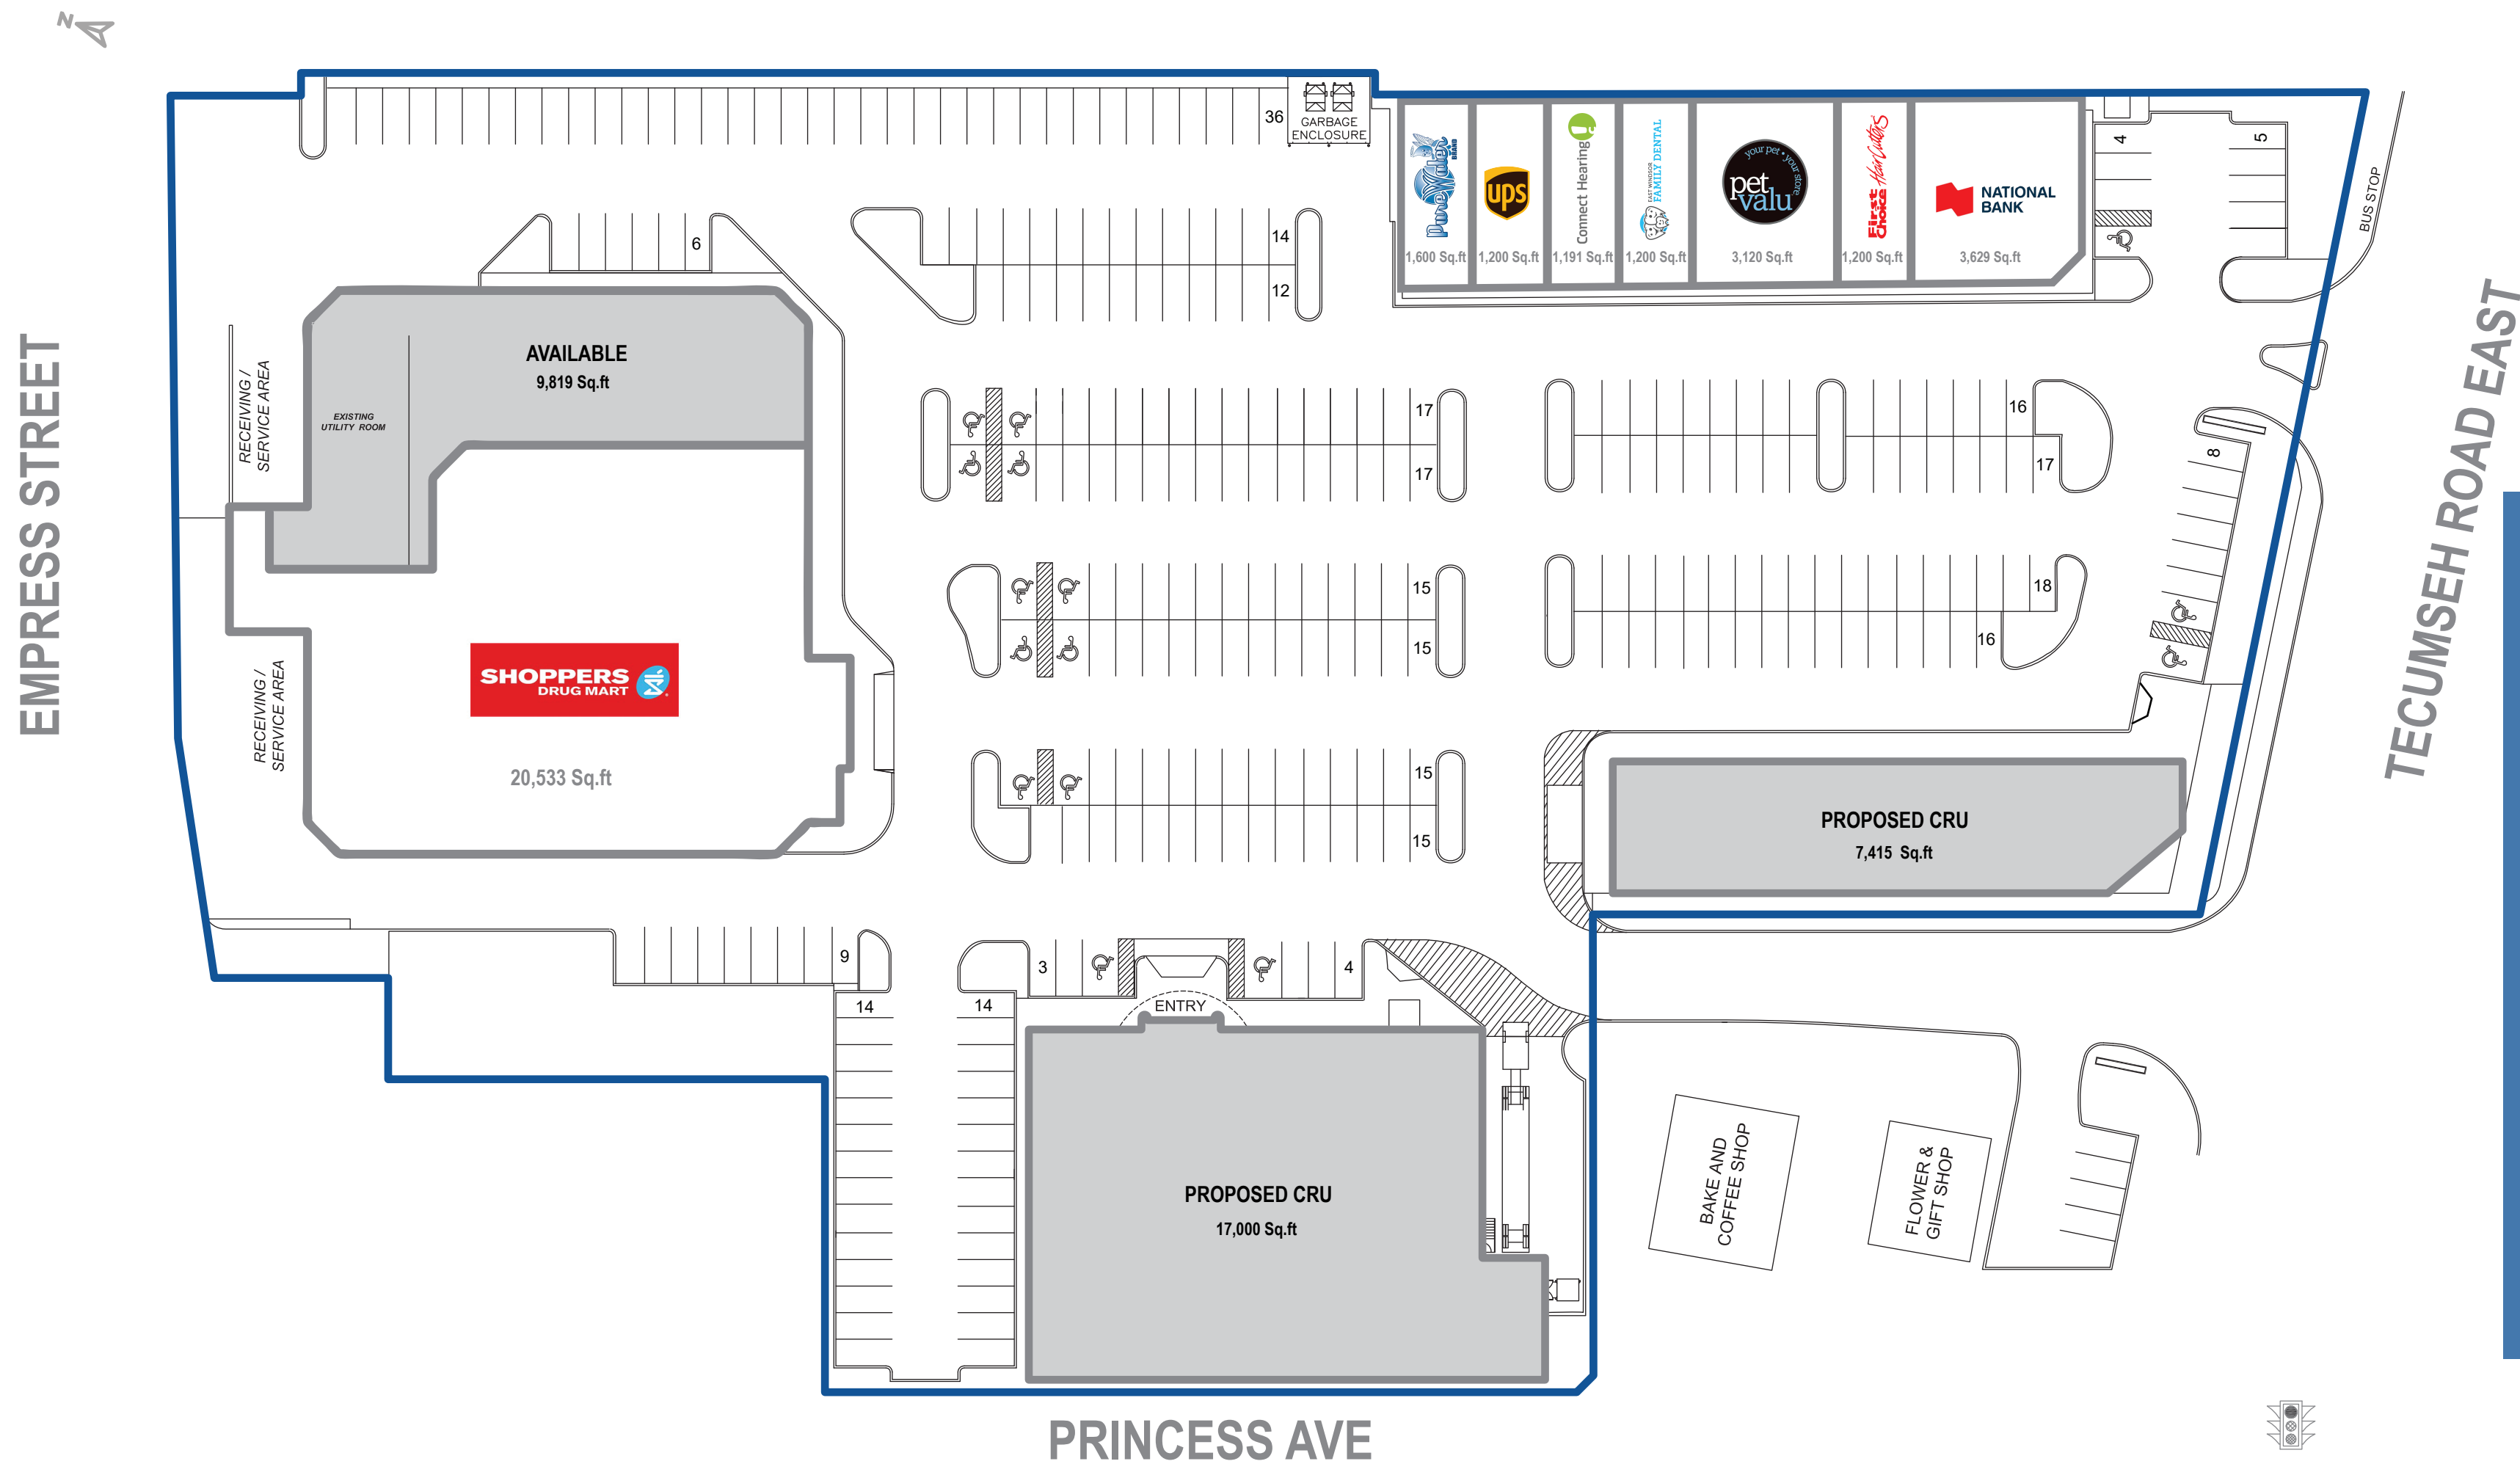 N
36
GARBAGE
ENCLOSURE
PureWater
BRAND
1,600 Sq.ft
ups
1,200 Sq.ft
Connect Hearing
1,191 Sq.ft
EAST WINDSOR
FAMILY DENTAL
1,200 Sq.ft
your pet • your store
pet
valu
3,120 Sq.ft
First
Choice
HairCutters
1,200 Sq.ft
NATIONAL
BANK
3,629 Sq.ft
4
5
BUS STOP
6
14
12
EMPRESS STREET
RECEIVING /
SERVICE AREA
AVAILABLE
9,819 Sq.ft
EXISTING
UTILITY ROOM
17
17
16
17
8
TECUMSEH ROAD EAST
15
15
18
16
RECEIVING /
SERVICE AREA
SHOPPERS
DRUG MART
20,533 Sq.ft
15
15
PROPOSED CRU
7,415 Sq.ft
9
3
4
14
14
ENTRY
PROPOSED CRU
17,000 Sq.ft
BAKE AND
COFFEE SHOP
FLOWER &
GIFT SHOP
PRINCESS AVE